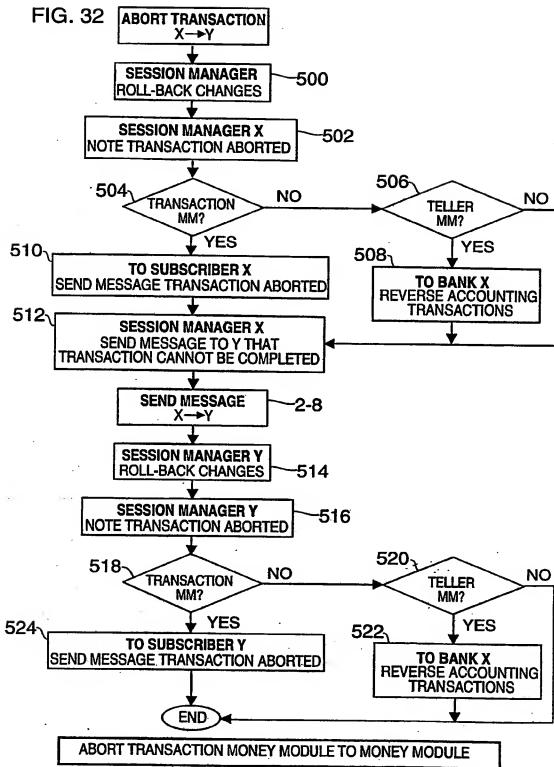 FIG. 32
ABORT TRANSACTION
X→Y
SESSION MANAGER
ROLL-BACK CHANGES
500
SESSION MANAGER X
NOTE TRANSACTION ABORTED
502
504
TRANSACTION
MM?
NO
506
TELLER
MM?
NO
YES
YES
510
TO SUBSCRIBER X
SEND MESSAGE TRANSACTION ABORTED
508
TO BANK X
REVERSE ACCOUNTING
TRANSACTIONS
512
SESSION MANAGER X
SEND MESSAGE TO Y THAT
TRANSACTION CANNOT BE COMPLETED
SEND MESSAGE
X→Y
2-8
SESSION MANAGER Y
ROLL-BACK CHANGES
514
SESSION MANAGER Y
NOTE TRANSACTION ABORTED
516
518
TRANSACTION
MM?
NO
520
TELLER
MM?
NO
YES
YES
524
TO SUBSCRIBER Y
SEND MESSAGE TRANSACTION ABORTED
522
TO BANK X
REVERSE ACCOUNTING
TRANSACTIONS
END
ABORT TRANSACTION MONEY MODULE TO MONEY MODULE